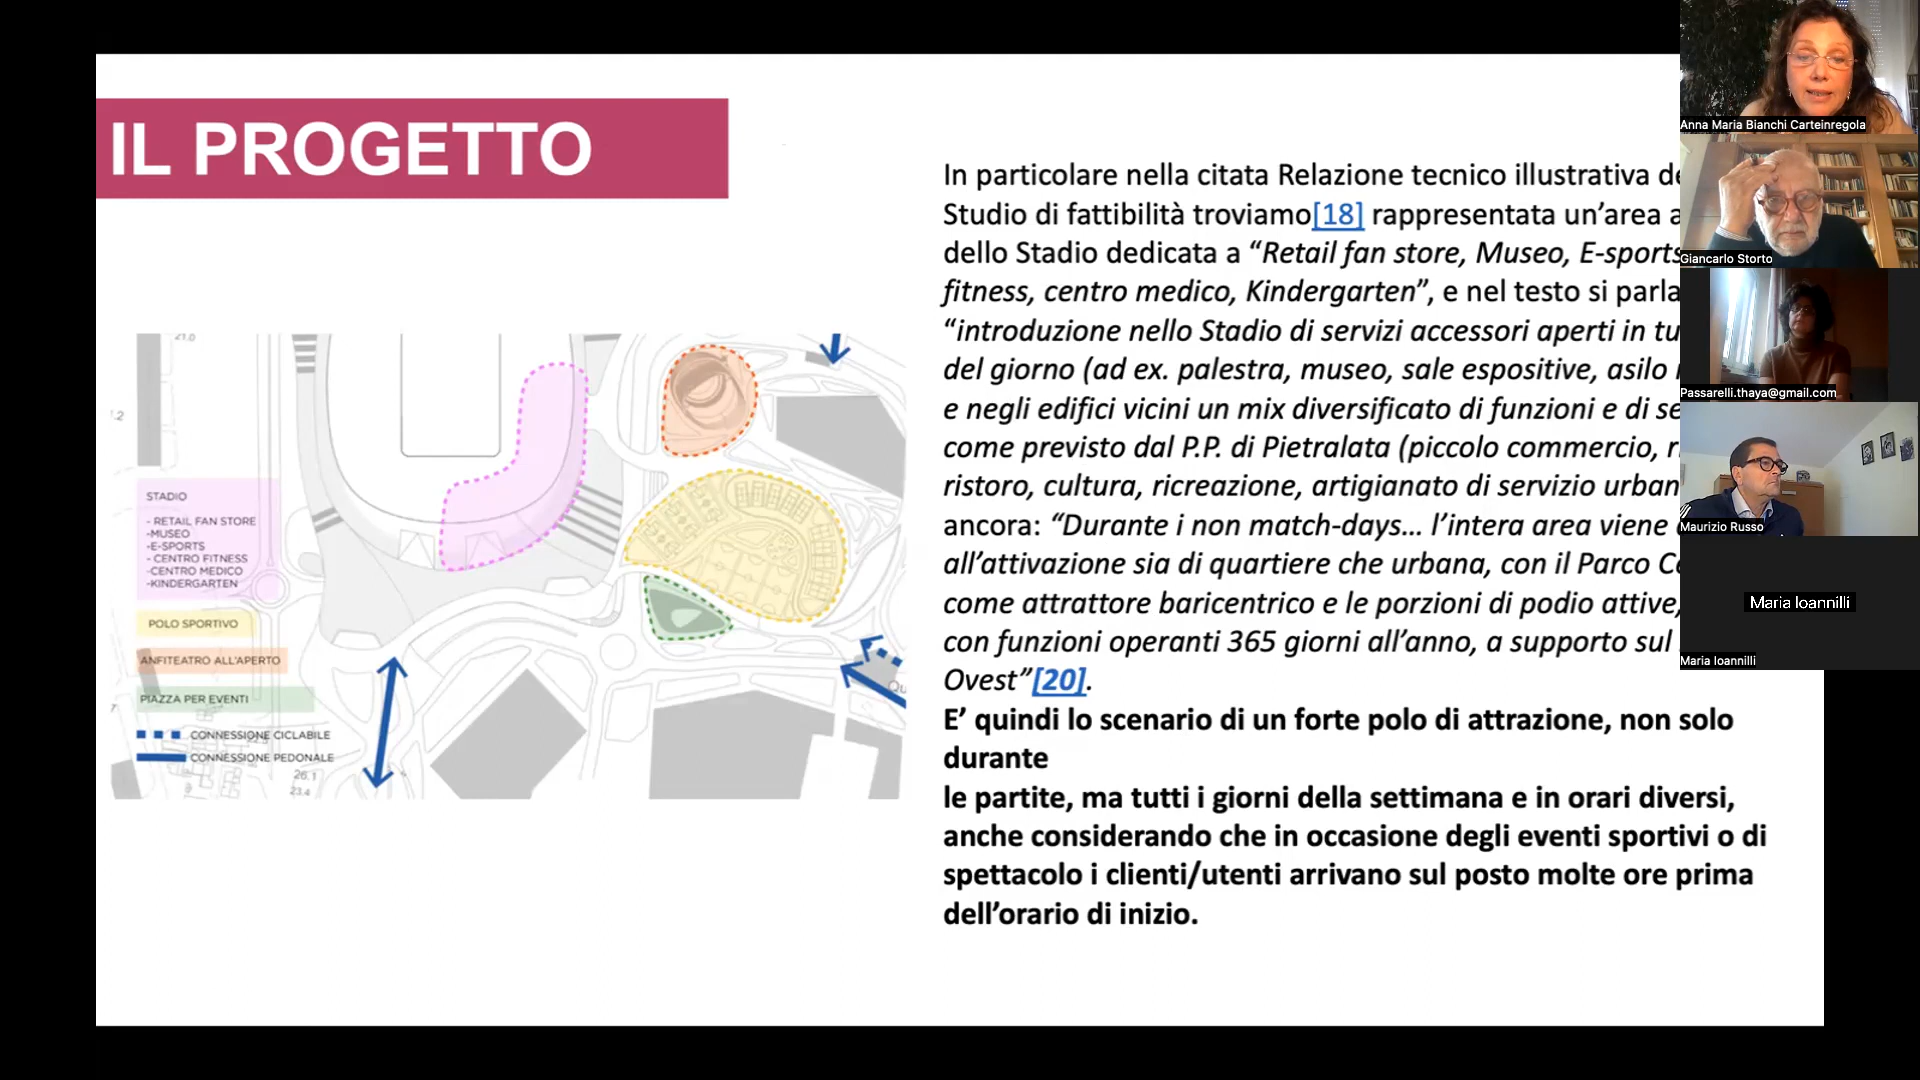 IL PROGETTO
In particolare nella citata Relazione tecnico illustrativa
Studio di fattibilità troviamo[18] rappresentata un’area
dello Stadio dedicata a “Retail fan store, Museo, E-sports
fitness, centro medico, Kindergarten”, e nel testo si parla
“introduzione nello Stadio di servizi accessori aperti in
del giorno (ad ex. palestra, museo, sale espositive, asilo
e negli edifici vicini un mix diversificato di funzioni e di
come previsto dal P.P. di Pietralata (piccolo commercio,
ristoro, cultura, ricreazione, artigianato di servizio
ancora: “Durante i non match-days... l’intera area viene
all’attivazione sia di quartiere che urbana, con il Parco
come attrattore baricentrico e le porzioni di podio attive,
con funzioni operanti 365 giorni all’anno, a supporto sul
Ovest”[20].
E’ quindi lo scenario di un forte polo di attrazione, non solo
durante
le partite, ma tutti i giorni della settimana e in orari diversi,
anche considerando che in occasione degli eventi sportivi o di
spettacolo i clienti/utenti arrivano sul posto molte ore prima
dell’orario di inizio.
21.0
STADIO
- RETAIL FAN STORE
-MUSEO
-E-SPORTS
- CENTRO FITNESS
-CENTRO MEDICO
-KINDERGARTEN
POLO SPORTIVO
ANFITEATRO ALL'APERTO
PIAZZA PER EVENTI
CONNESSIONE CICLABILE
CONNESSIONE PEDONALE
26.1
23.4
Anna Maria Bianchi Carteinregola
Giancarlo Storto
Passarelli.thaya@gmail.com
Maurizio Russo
Maria Ioannilli
Maria Ioannilli